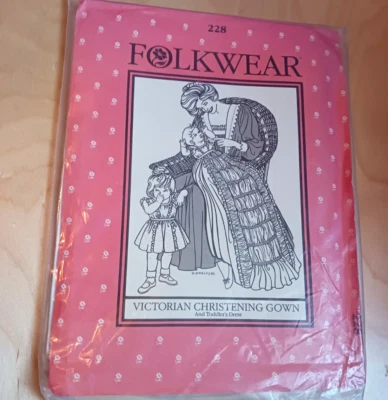 228
FOLKWEAR
VICTORIAN CHRISTENING GOWN
And Toddler's Dress